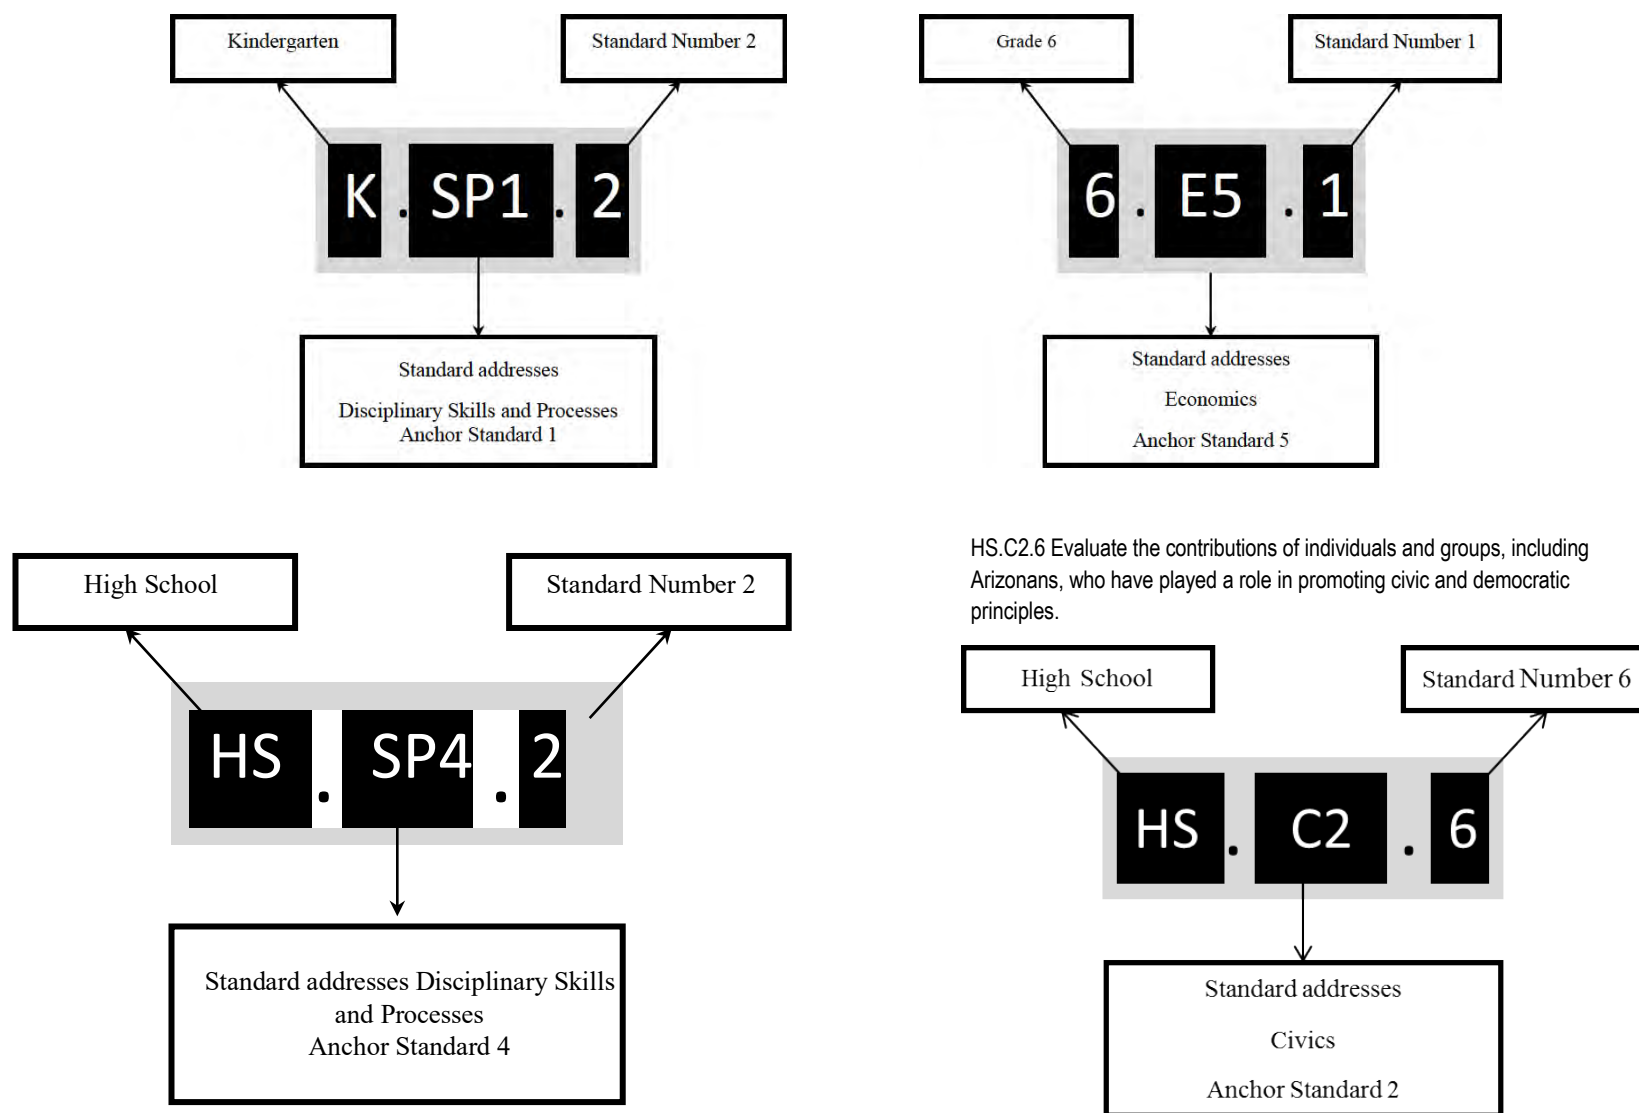 Kindergarten
Standard Number 2
K . SP1 . 2
Standard addresses
Disciplinary Skills and Processes
Anchor Standard 1
Grade 6
Standard Number 1
6 . E5 . 1
Standard addresses
Economics
Anchor Standard 5
High School
Standard Number 2
HS . SP4 . 2
Standard addresses Disciplinary Skills
and Processes
Anchor Standard 4
HS.C2.6 Evaluate the contributions of individuals and groups, including
Arizonans, who have played a role in promoting civic and democratic
principles.
High School
Standard Number 6
HS . C2 . 6
Standard addresses
Civics
Anchor Standard 2